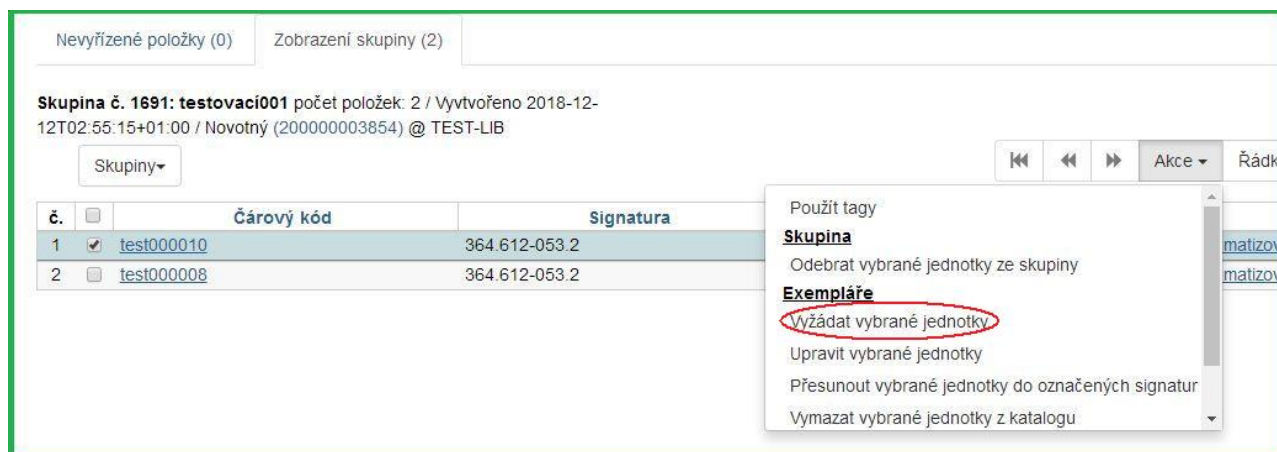 Nevyřízené položky (0) Zobrazení skupiny (2)
Skupina č. 1691: testovací001 počet položek: 2 / Vyvtvořeno 2018-12-
12T02:55:15+01:00 / Novotný (200000003854) @ TEST-LIB
Skupiny Akce Řádk
č. Čárový kód Signatura
1 test000010 364.612-053.2 matizov
2 test000008 364.612-053.2 matizov
Použít tagy
Skupina
Odebrat vybrané jednotky ze skupiny
Exempláře
Vyžádat vybrané jednotky
Upravit vybrané jednotky
Přesunout vybrané jednotky do označených signatur
Vymazat vybrané jednotky z katalogu